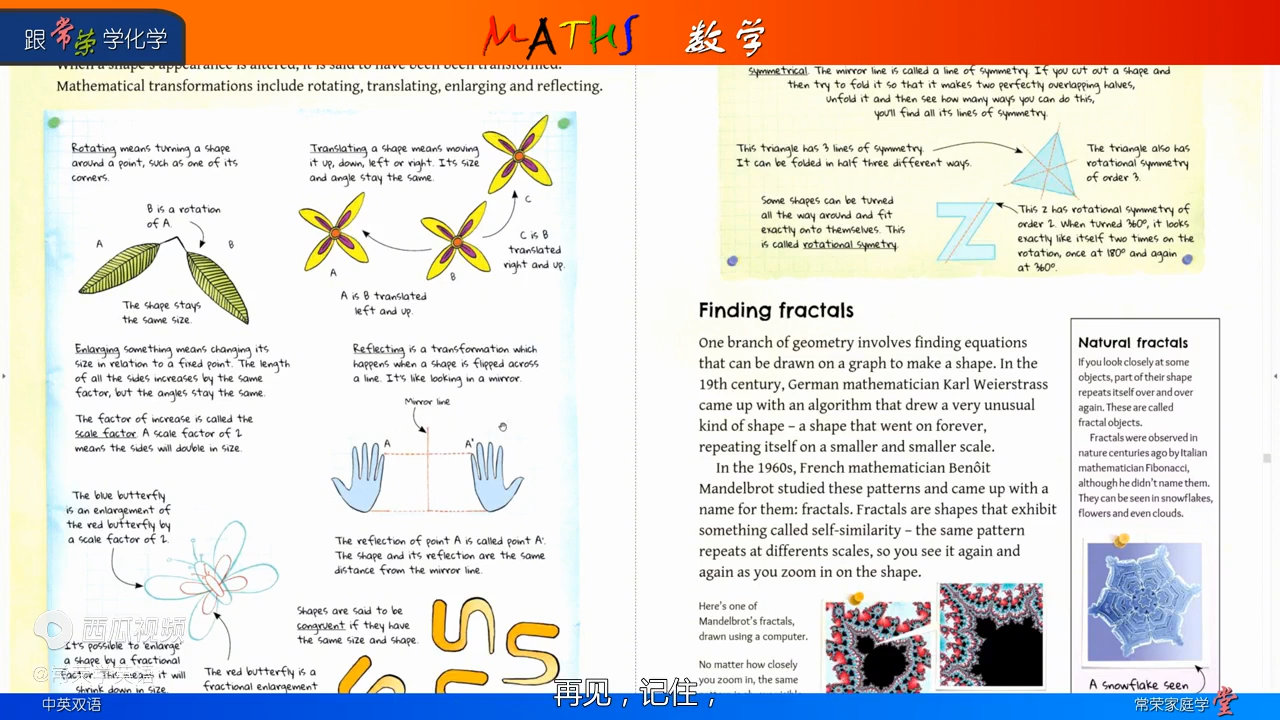 跟常荣学化学
MATHS 数学
When a shape's appearance is altered, it is said to have been been transformed.
Mathematical transformations include rotating, translating, enlarging and reflecting.
Rotating means turning a shape
around a point, such as one of its
corners.
B is a rotation
of A.
A
B
The shape stays
the same size.
Translating a shape means moving
it up, down, left or right. Its size
and angle stay the same.
C
C is B
translated
right and up.
A
B
A is B translated
left and up.
Enlarging something means changing its
size in relation to a fixed point. The length
of all the sides increases by the same
factor, but the angles stay the same.
The factor of increase is called the
scale factor. A scale factor of 2
means the sides will double in size.
The blue butterfly
is an enlargement of
the red butterfly by
a scale factor of 2.
It's possible to 'enlarge'
a shape by a fractional
factor. This means it will
shrink down in size.
The red butterfly is a
fractional enlargement
Reflecting is a transformation which
happens when a shape is flipped across
a line. It's like looking in a mirror.
Mirror line
A
A'
The reflection of point A is called point A'.
The shape and its reflection are the same
distance from the mirror line.
Shapes are said to be
congruent if they have
the same size and shape.
symmetrical. The mirror line is called a line of symmetry. If you cut out a shape and
then try to fold it so that it makes two perfectly overlapping halves,
unfold it and then see how many ways you can do this,
you'll find all its lines of symmetry.
This triangle has 3 lines of symmetry.
It can be folded in half three different ways.
The triangle also has
rotational symmetry
of order 3.
Some shapes can be turned
all the way around and fit
exactly onto themselves. This
is called rotational symetry.
This z has rotational symmetry of
order 2. When turned 360°, it looks
exactly like itself two times on the
rotation, once at 180° and again
at 360°.
Finding fractals
One branch of geometry involves finding equations
that can be drawn on a graph to make a shape. In the
19th century, German mathematician Karl Weierstrass
came up with an algorithm that drew a very unusual
kind of shape – a shape that went on forever,
repeating itself on a smaller and smaller scale.
In the 1960s, French mathematician Benôit
Mandelbrot studied these patterns and came up with a
name for them: fractals. Fractals are shapes that exhibit
something called self-similarity – the same pattern
repeats at differents scales, so you see it again and
again as you zoom in on the shape.
Here's one of
Mandelbrot's fractals,
drawn using a computer.
No matter how closely
you zoom in, the same
Natural fractals
If you look closely at some
objects, part of their shape
repeats itself over and over
again. These are called
fractal objects.
Fractals were observed in
nature centuries ago by Italian
mathematician Fibonacci,
although he didn't name them.
They can be seen in snowflakes,
flowers and even clouds.
A snowflake seen
西瓜视频
再见，记住，
中英双语
常荣家庭学堂